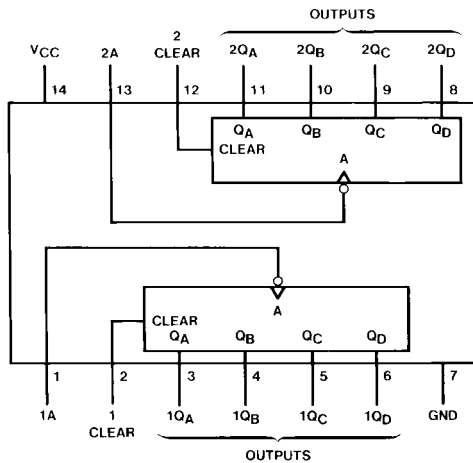 OUTPUTS
2
VCC 2A CLEAR 2QA 2QB 2QC 2QD
14 13 12 11 10 9 8
QA QB QC QD
CLEAR
A
A
CLEAR
QA QB QC QD
1 2 3 4 5 6 7
1A 1 1QA 1QB 1QC 1QD GND
CLEAR
OUTPUTS